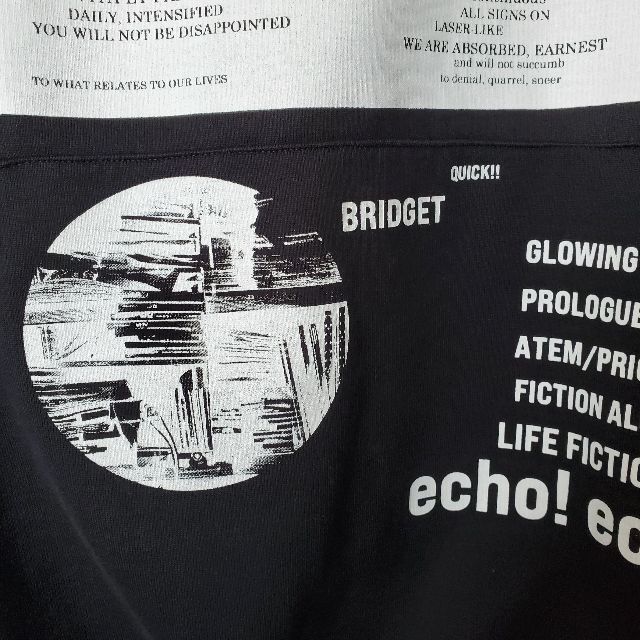 DAILY, INTENSIFIED
YOU WILL NOT BE DISAPPOINTED
TO WHAT RELATES TO OUR LIVES
ALL SIGNS ON
LASER-LIKE
WE ARE ABSORBED, EARNEST
and will not succumb
to denial, quarrel, sneer
QUICK!!
BRIDGET
GLOWING
PROLOGUE
ATEM/PRI
FICTION AL
LIFE FICTIO
echo! ec